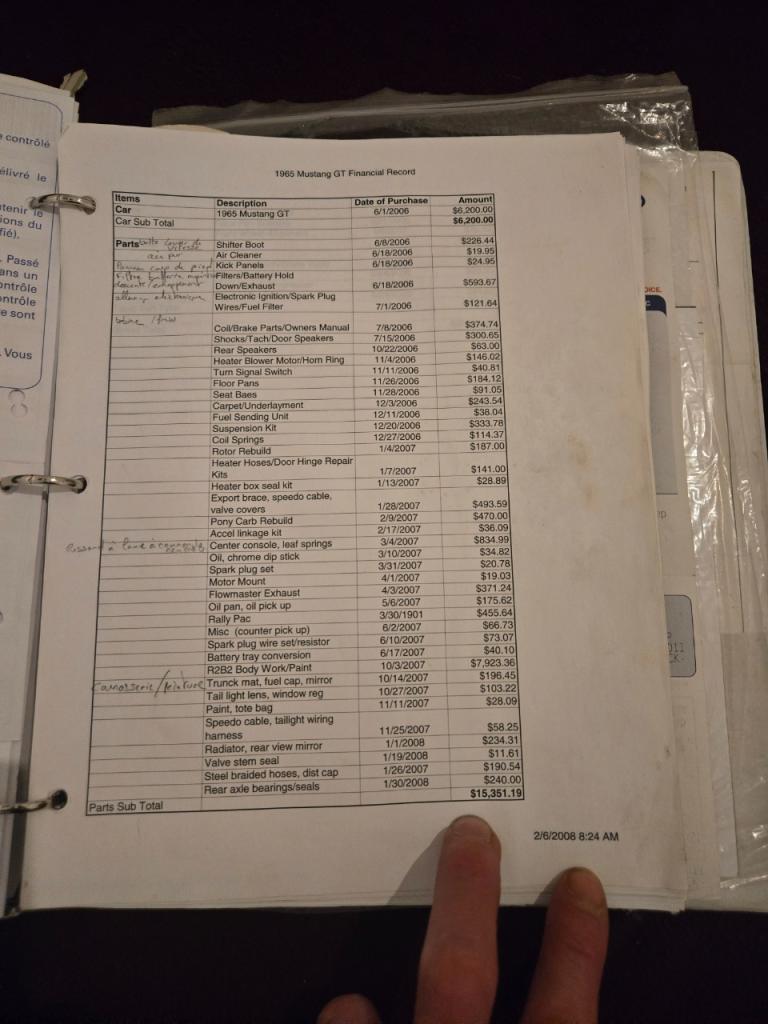 e contrôlé
élivré le
tenir le
ions du
fié).
. Passé
ans un
ontrôle
ontrôle
e sont
. Vous
1965 Mustang GT Financial Record
Items Description Date of Purchase Amount
Car 1965 Mustang GT 6/1/2006 $6,200.00
Car Sub Total $6,200.00
Parts Shifter Boot 6/8/2006 $226.44
Air Cleaner 6/18/2006 $19.95
Kick Panels 6/18/2006 $24.95
Filters/Battery Hold
Down/Exhaust 6/18/2006 $593.67
Electronic Ignition/Spark Plug
Wires/Fuel Filter 7/1/2006 $121.64
Coil/Brake Parts/Owners Manual 7/8/2006 $374.74
Shocks/Tach/Door Speakers 7/15/2006 $300.65
Rear Speakers 10/22/2006 $63.00
Heater Blower Motor/Horn Ring 11/4/2006 $146.02
Turn Signal Switch 11/11/2006 $40.81
Floor Pans 11/26/2006 $184.12
Seat Baes 11/28/2006 $91.05
Carpet/Underlayment 12/3/2006 $243.54
Fuel Sending Unit 12/11/2006 $38.04
Suspension Kit 12/20/2006 $333.78
Coil Springs 12/27/2006 $114.37
Rotor Rebuild 1/4/2007 $187.00
Heater Hoses/Door Hinge Repair
Kits 1/7/2007 $141.00
Heater box seal kit 1/13/2007 $28.89
Export brace, speedo cable,
valve covers 1/28/2007 $493.59
Pony Carb Rebuild 2/9/2007 $470.00
Accel linkage kit 2/17/2007 $36.09
Center console, leaf springs 3/4/2007 $834.99
Oil, chrome dip stick 3/10/2007 $34.82
Spark plug set 3/31/2007 $20.78
Motor Mount 4/1/2007 $19.03
Flowmaster Exhaust 4/3/2007 $371.24
Oil pan, oil pick up 5/6/2007 $175.62
Rally Pac 3/30/1901 $455.64
Misc (counter pick up) 6/2/2007 $66.73
Spark plug wire set/resistor 6/10/2007 $73.07
Battery tray conversion 6/17/2007 $40.10
R2B2 Body Work/Paint 10/3/2007 $7,923.36
Carrosserie/Peinture Trunck mat, fuel cap, mirror 10/14/2007 $196.45
Tail light lens, window reg 10/27/2007 $103.22
Paint, tote bag 11/11/2007 $28.09
Speedo cable, tailight wiring
harness 11/25/2007 $58.25
Radiator, rear view mirror 1/1/2008 $234.31
Valve stem seal 1/19/2008 $11.61
Steel braided hoses, dist cap 1/26/2007 $190.54
Rear axle bearings/seals 1/30/2008 $240.00
Parts Sub Total $15,351.19
2/6/2008 8:24 AM